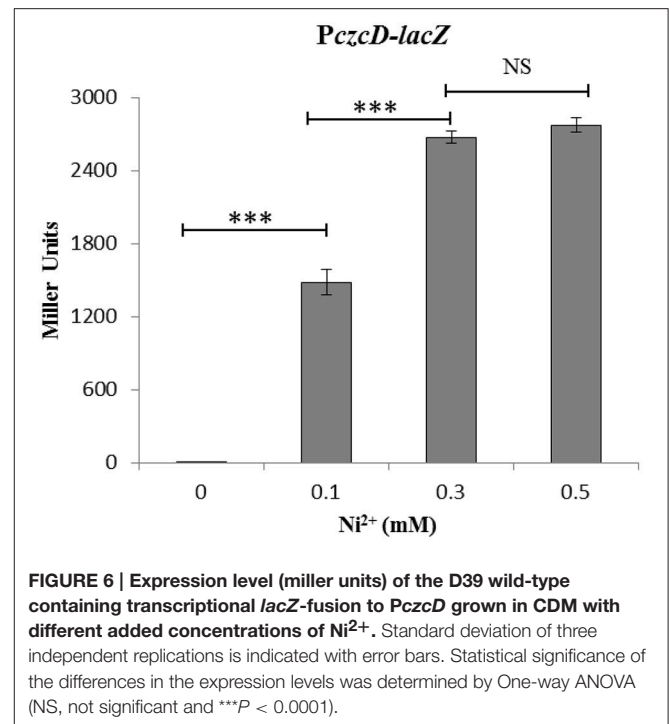 PczcD-lacZ
NS
***
***
3000
2400
1800
1200
600
0
Miller Units
0 0.1 0.3 0.5
Ni²⁺ (mM)
FIGURE 6 | Expression level (miller units) of the D39 wild-type
containing transcriptional lacZ-fusion to PczcD grown in CDM with
different added concentrations of Ni²⁺. Standard deviation of three
independent replications is indicated with error bars. Statistical significance of
the differences in the expression levels was determined by One-way ANOVA
(NS, not significant and ***P < 0.0001).